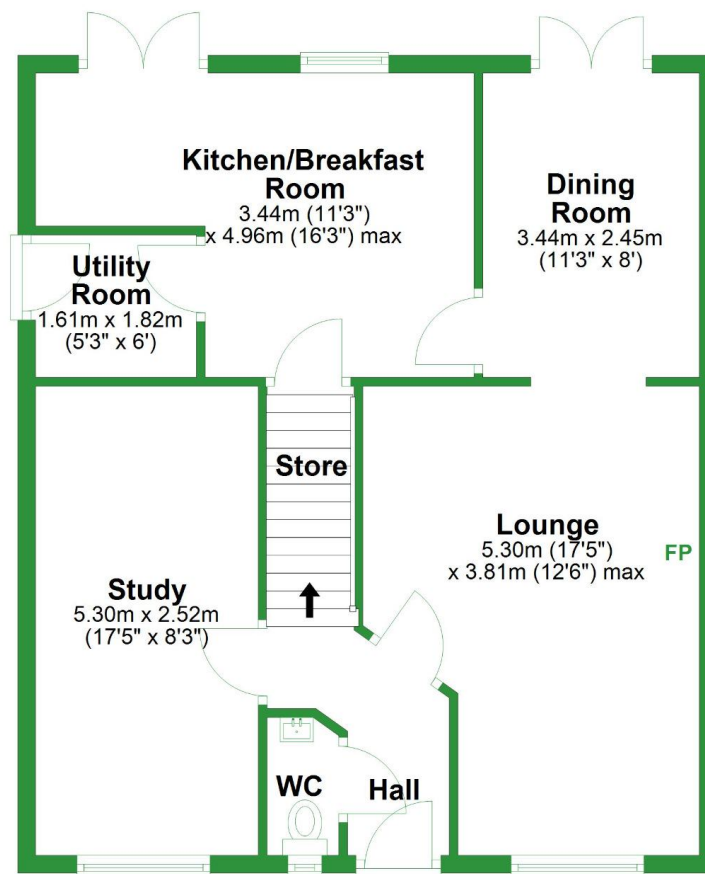 Kitchen/Breakfast
Room
3.44m (11'3")
x 4.96m (16'3") max
Dining
Room
3.44m x 2.45m
(11'3" x 8')
Utility
Room
1.61m x 1.82m
(5'3" x 6')
Store
Lounge
5.30m (17'5")
x 3.81m (12'6") max
FP
Study
5.30m x 2.52m
(17'5" x 8'3")
WC
Hall